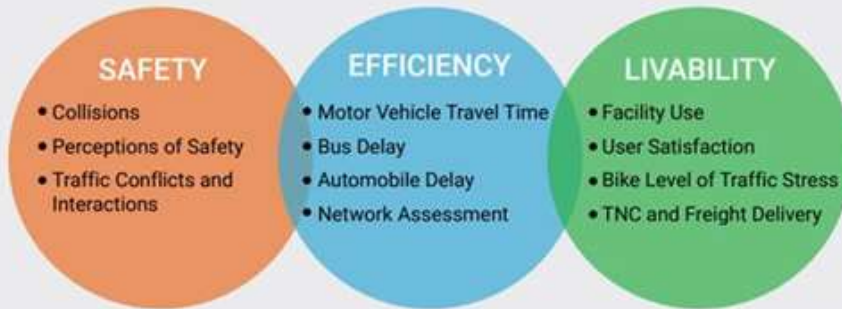 SAFETY
• Collisions
• Perceptions of Safety
• Traffic Conflicts and
Interactions
EFFICIENCY
• Motor Vehicle Travel Time
• Bus Delay
• Automobile Delay
• Network Assessment
LIVABILITY
• Facility Use
• User Satisfaction
• Bike Level of Traffic Stress
• TNC and Freight Delivery